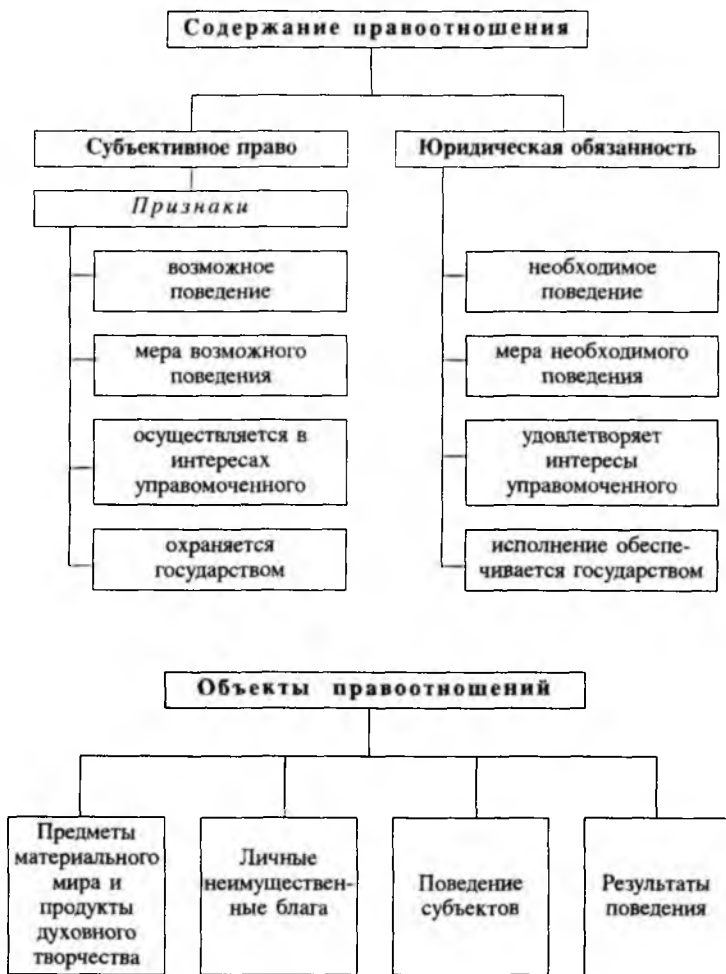 Содержание правоотношения
Субъективное право
Юридическая обязанность
Признаки
возможное
поведение
необходимое
поведение
мера возможного
поведения
мера необходимого
поведения
осуществляется в
интересах
управомоченного
удовлетворяет
интересы
управомоченного
охраняется
государством
исполнение обеспе-
чивается государством
Объекты правоотношений
Предметы
материального
мира и
продукты
духовного
творчества
Личные
неимуществен-
ные блага
Поведение
субъектов
Результаты
поведения